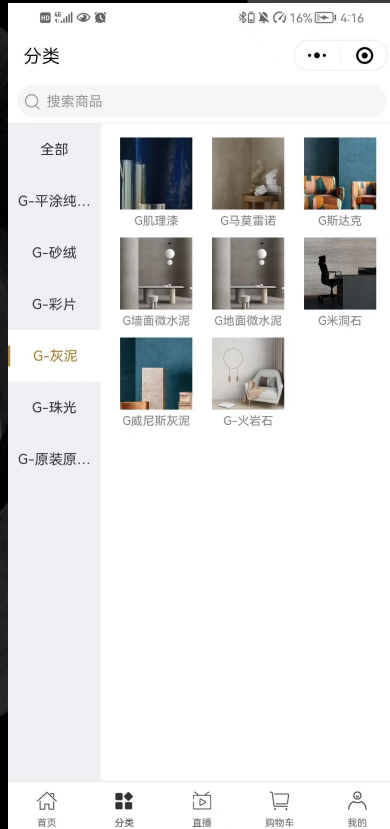 HD 4G 16% 4:16
分类
搜索商品
全部
G-平涂纯...
G-砂绒
G-彩片
G-灰泥
G-珠光
G-原装原...
G肌理漆 G马莫雷诺 G斯达克
G墙面微水泥 G地面微水泥 G米洞石
G威尼斯灰泥 G-火岩石
首页 分类 直播 购物车 我的